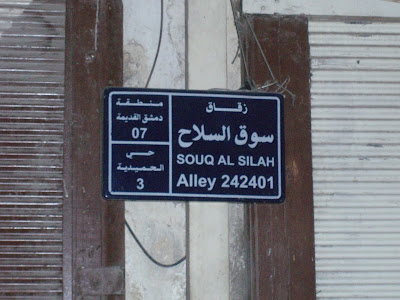 زقاق
سوق السلاح
SOUQ AL SILAH
Alley 242401
منطقة
دمشق القديمة
07
حي
الحميدية
3